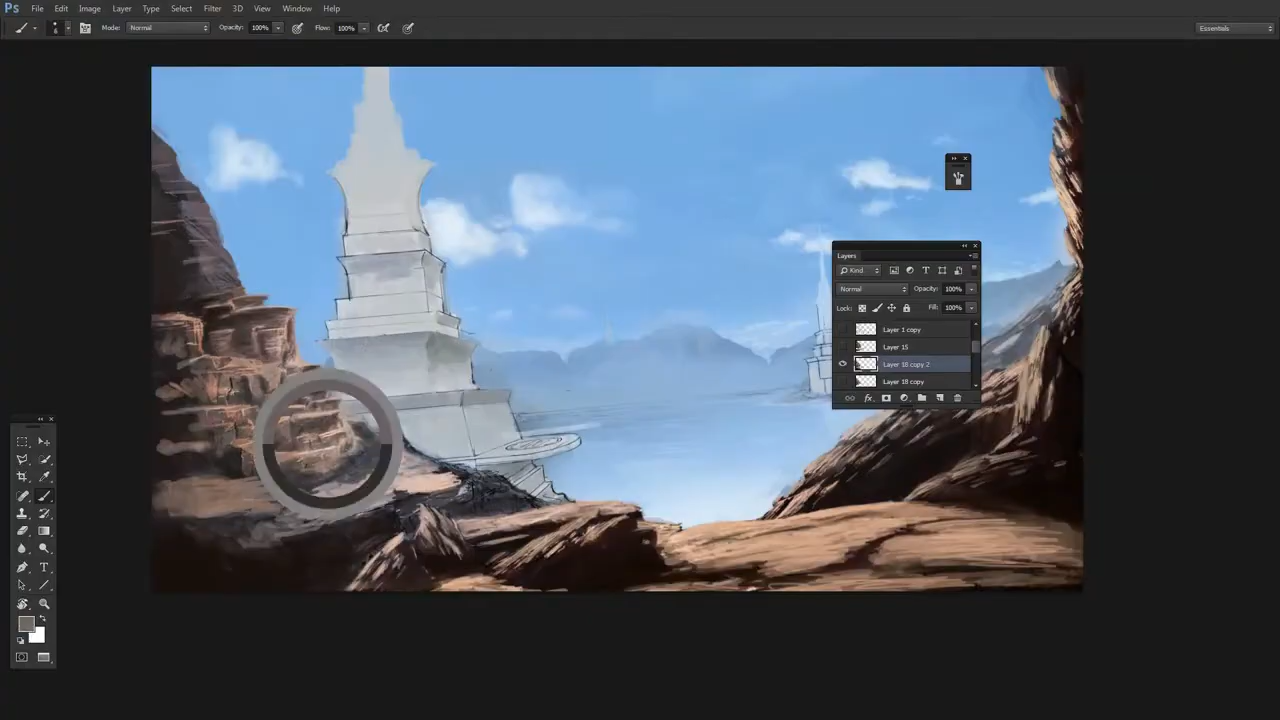 Ps File Edit Image Layer Type Select Filter 3D View Window Help
Mode: Normal Opacity: 100% Flow: 100% Essentials
Layers
Kind T
Normal Opacity: 100%
Lock: Fill: 100%
Layer 1 copy
Layer 15
Layer 18 copy 2
Layer 18 copy
fx
T